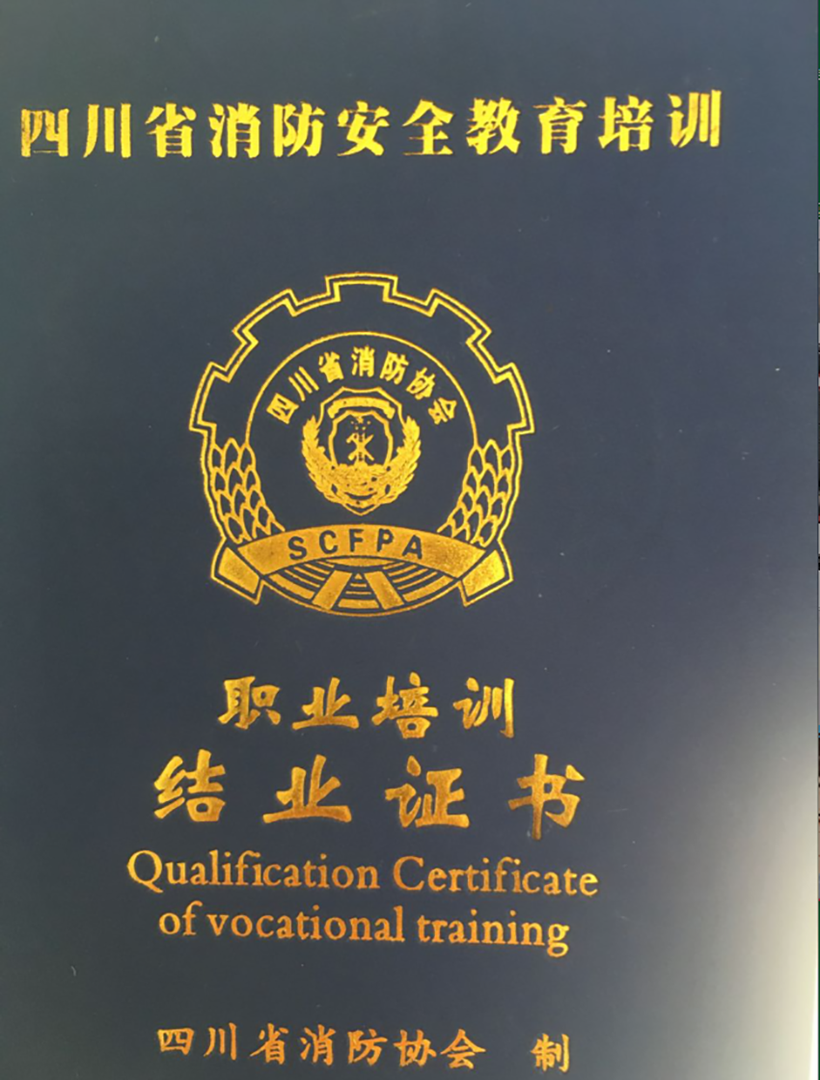 四川省消防安全教育培训
四川省消防协会
SCFPA
职业培训
结业证书
Qualification Certificate
of vocational training
四川省消防协会 制